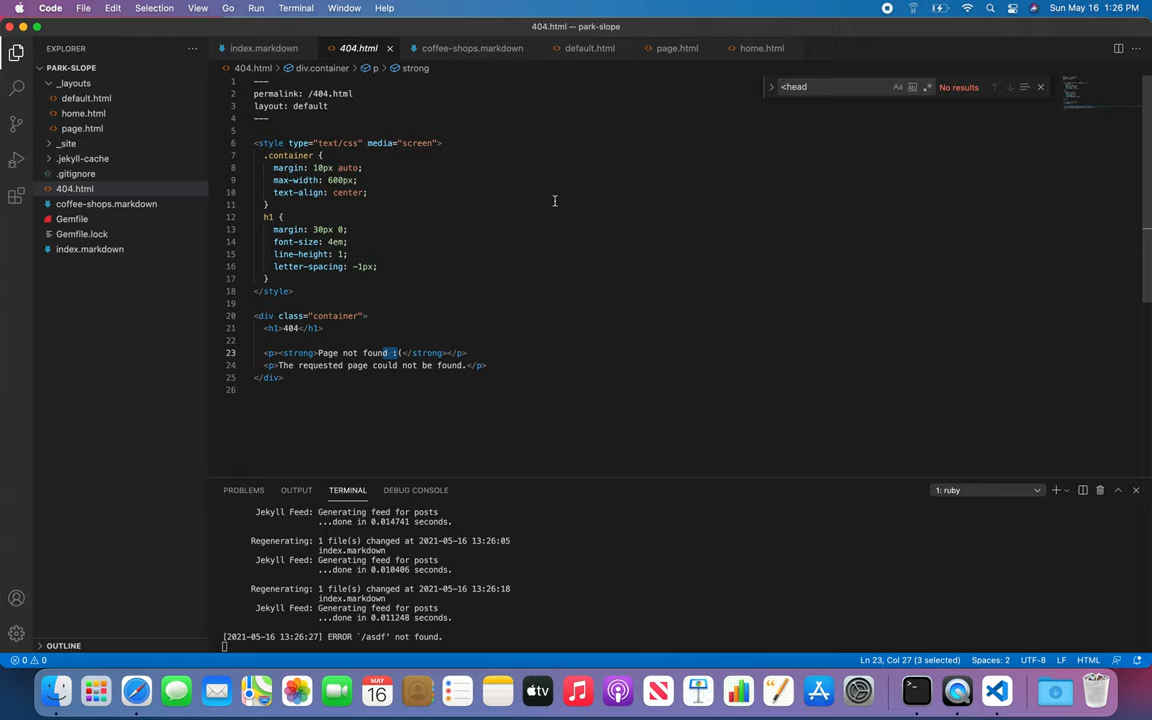 Code File Edit Selection View Go Run Terminal Window Help Sun May 16 1:26 PM
404.html — park-slope
EXPLORER
index.markdown 404.html coffee-shops.markdown default.html page.html home.html
PARK-SLOPE
404.html > div.container > p > strong
_layouts
default.html
home.html
page.html
_site
.jekyll-cache
.gitignore
404.html
coffee-shops.markdown
Gemfile
Gemfile.lock
index.markdown
<head Aa Ab No results
1 ---
2 permalink: /404.html
3 layout: default
4 ---
5
6 <style type="text/css" media="screen">
7 .container {
8 margin: 10px auto;
9 max-width: 600px;
10 text-align: center;
11 }
12 h1 {
13 margin: 30px 0;
14 font-size: 4em;
15 line-height: 1;
16 letter-spacing: -1px;
17 }
18 </style>
19
20 <div class="container">
21 <h1>404</h1>
22
23 <p><strong>Page not found :(</strong></p>
24 <p>The requested page could not be found.</p>
25 </div>
26
PROBLEMS OUTPUT TERMINAL DEBUG CONSOLE 1: ruby
Jekyll Feed: Generating feed for posts
...done in 0.014741 seconds.
Regenerating: 1 file(s) changed at 2021-05-16 13:26:05
index.markdown
Jekyll Feed: Generating feed for posts
...done in 0.010406 seconds.
Regenerating: 1 file(s) changed at 2021-05-16 13:26:18
index.markdown
Jekyll Feed: Generating feed for posts
...done in 0.011248 seconds.
[2021-05-16 13:26:27] ERROR `/asdf' not found.
OUTLINE
0 0 Ln 23, Col 27 (3 selected) Spaces: 2 UTF-8 LF HTML
MAY
16
tv